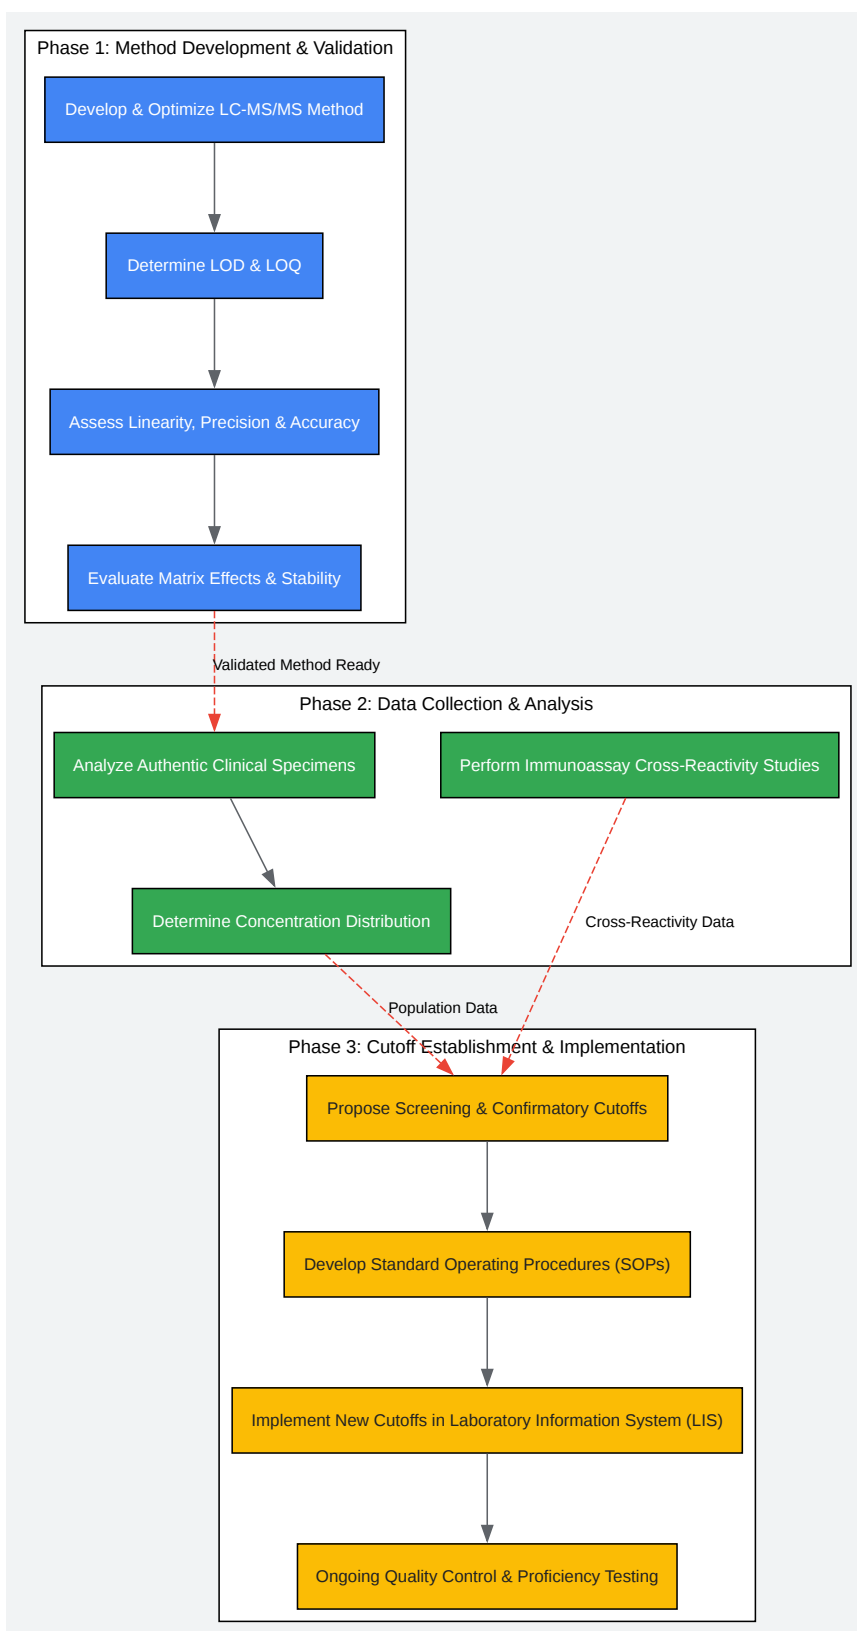 Phase 1: Method Development & Validation
Develop & Optimize LC-MS/MS Method
Determine LOD & LOQ
Assess Linearity, Precision & Accuracy
Evaluate Matrix Effects & Stability
Validated Method Ready
Phase 2: Data Collection & Analysis
Analyze Authentic Clinical Specimens
Perform Immunoassay Cross-Reactivity Studies
Determine Concentration Distribution
Cross-Reactivity Data
Population Data
Phase 3: Cutoff Establishment & Implementation
Propose Screening & Confirmatory Cutoffs
Develop Standard Operating Procedures (SOPs)
Implement New Cutoffs in Laboratory Information System (LIS)
Ongoing Quality Control & Proficiency Testing